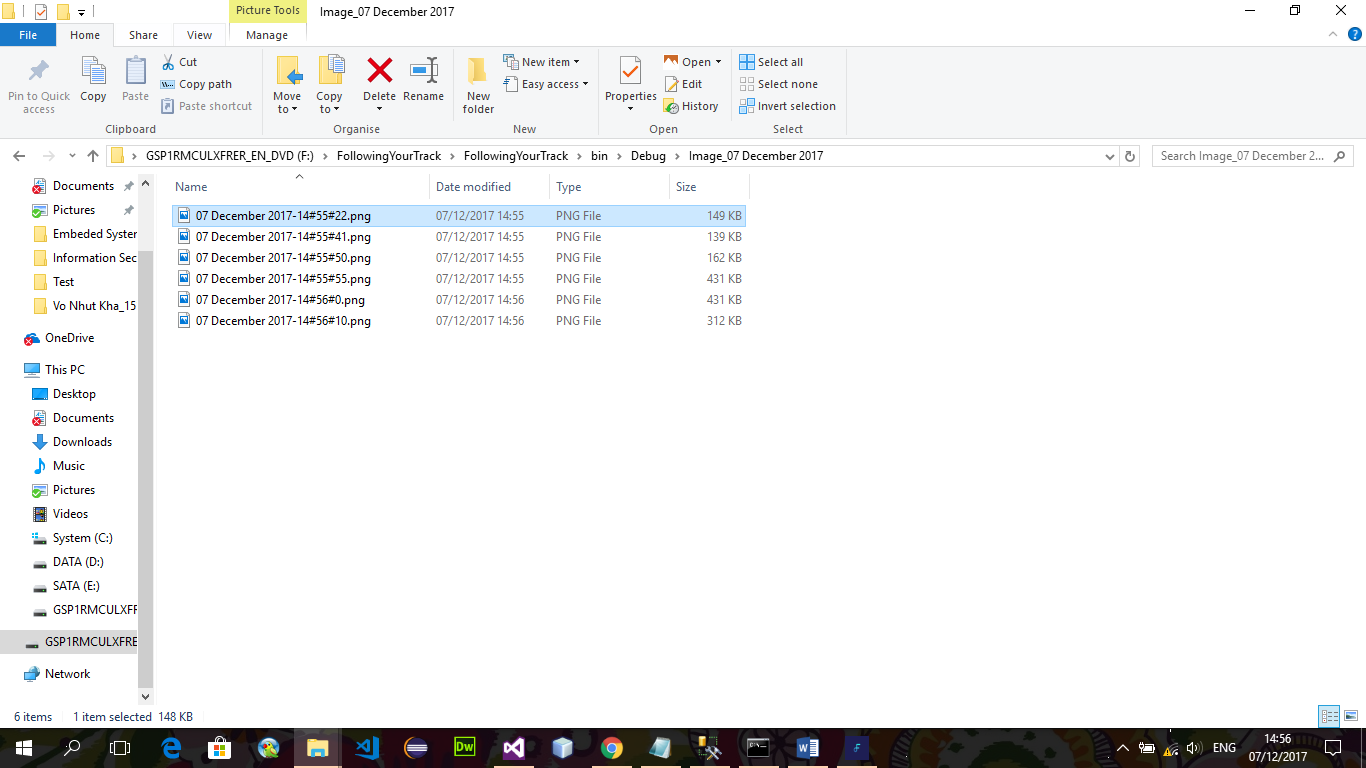 Picture Tools
Image_07 December 2017
File
Home
Share
View
Manage
Pin to Quick access
Copy
Paste
Cut
Copy path
Paste shortcut
Clipboard
Move to
Copy to
Delete
Rename
Organise
New folder
New item
Easy access
New
Properties
Open
Edit
History
Open
Select all
Select none
Invert selection
Select
GSP1RMCULXFRER_EN_DVD (F:) > FollowingYourTrack > FollowingYourTrack > bin > Debug > Image_07 December 2017
Search Image_07 December 2...
Documents
Pictures
Embeded Syster
Information Sec
Test
Vo Nhut Kha_15
OneDrive
This PC
Desktop
Documents
Downloads
Music
Pictures
Videos
System (C:)
DATA (D:)
SATA (E:)
GSP1RMCULXFR
GSP1RMCULXFRE
Network
Name Date modified Type Size
07 December 2017-14#55#22.png 07/12/2017 14:55 PNG File 149 KB
07 December 2017-14#55#41.png 07/12/2017 14:55 PNG File 139 KB
07 December 2017-14#55#50.png 07/12/2017 14:55 PNG File 162 KB
07 December 2017-14#55#55.png 07/12/2017 14:55 PNG File 431 KB
07 December 2017-14#56#0.png 07/12/2017 14:56 PNG File 431 KB
07 December 2017-14#56#10.png 07/12/2017 14:56 PNG File 312 KB
6 items 1 item selected 148 KB
Dw
W
F
ENG
14:56
07/12/2017